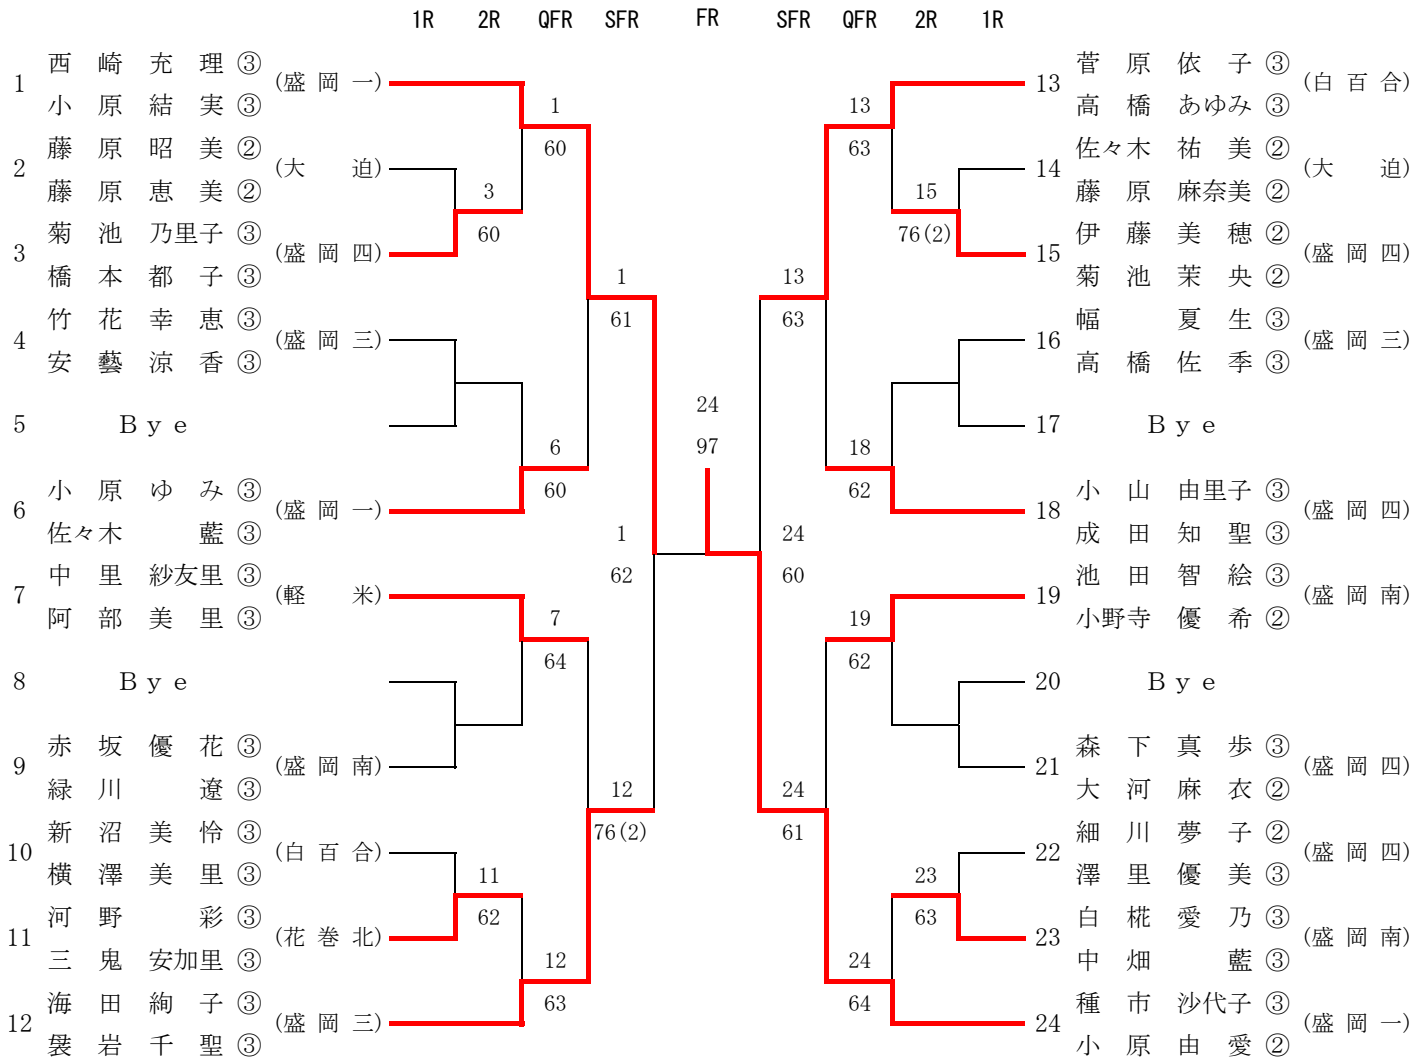 1R 2R QFR SFR FR SFR QFR 2R 1R
1 西崎充理③ 小原結実③ (盛岡一)
2 藤原昭美② 藤原恵美② (大迫)
3 菊池乃里子③ 橋本都子③ (盛岡四)
4 竹花幸恵③ 安藝涼香③ (盛岡三)
5 Bye
6 小原ゆみ③ 佐々木藍③ (盛岡一)
7 中里紗友里③ 阿部美里③ (軽米)
8 Bye
9 赤坂優花③ 緑川遼③ (盛岡南)
10 新沼美怜③ 横澤美里③ (白百合)
11 河野彩③ 三鬼安加里③ (花巻北)
12 海田絢子③ 袰岩千聖③ (盛岡三)
3
60
11
62
1
60
6
60
7
64
12
63
1
61
12
76(2)
1
62
24
97
24
60
13
63
24
61
13
63
18
62
19
62
24
64
15
76(2)
23
63
13 菅原依子③ 高橋あゆみ③ (白百合)
14 佐々木祐美② 藤原麻奈美② (大迫)
15 伊藤美穂② 菊池茉央② (盛岡四)
16 幅夏生③ 高橋佐季③ (盛岡三)
17 Bye
18 小山由里子③ 成田知聖③ (盛岡四)
19 池田智絵③ 小野寺優希② (盛岡南)
20 Bye
21 森下真歩③ 大河麻衣② (盛岡四)
22 細川夢子② 澤里優美③ (盛岡四)
23 白椛愛乃③ 中畑藍③ (盛岡南)
24 種市沙代子③ 小原由愛② (盛岡一)